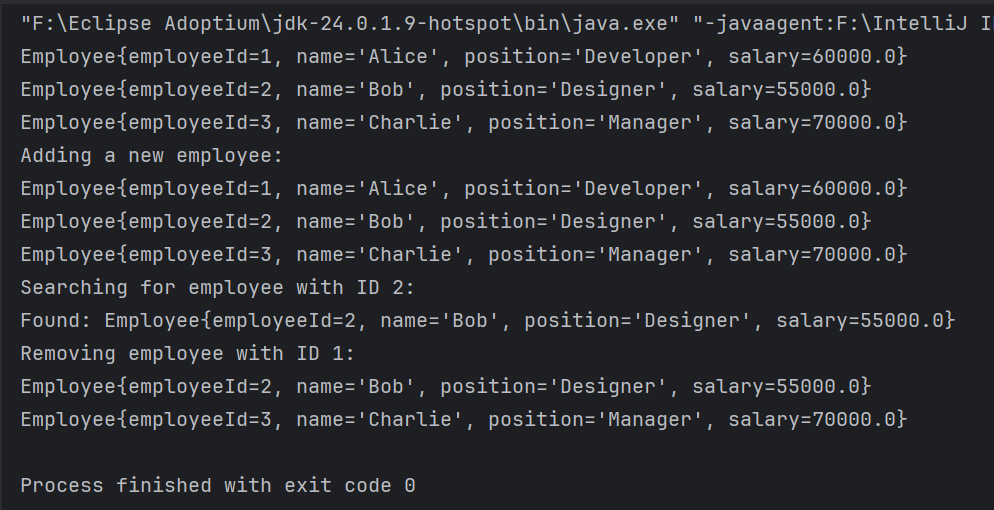 "F:\Eclipse Adoptium\jdk-24.0.1.9-hotspot\bin\java.exe" "-javaagent:F:\IntelliJ I
Employee{employeeId=1, name='Alice', position='Developer', salary=60000.0}
Employee{employeeId=2, name='Bob', position='Designer', salary=55000.0}
Employee{employeeId=3, name='Charlie', position='Manager', salary=70000.0}
Adding a new employee:
Employee{employeeId=1, name='Alice', position='Developer', salary=60000.0}
Employee{employeeId=2, name='Bob', position='Designer', salary=55000.0}
Employee{employeeId=3, name='Charlie', position='Manager', salary=70000.0}
Searching for employee with ID 2:
Found: Employee{employeeId=2, name='Bob', position='Designer', salary=55000.0}
Removing employee with ID 1:
Employee{employeeId=2, name='Bob', position='Designer', salary=55000.0}
Employee{employeeId=3, name='Charlie', position='Manager', salary=70000.0}
Process finished with exit code 0